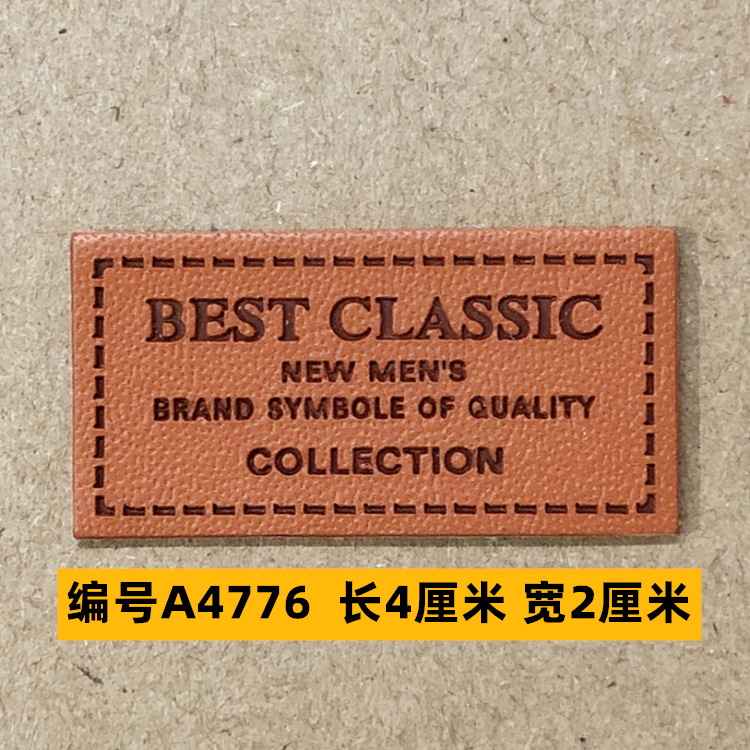 BEST CLASSIC
NEW MEN'S
BRAND SYMBOLE OF QUALITY
COLLECTION
编号A4776 长4厘米 宽2厘米